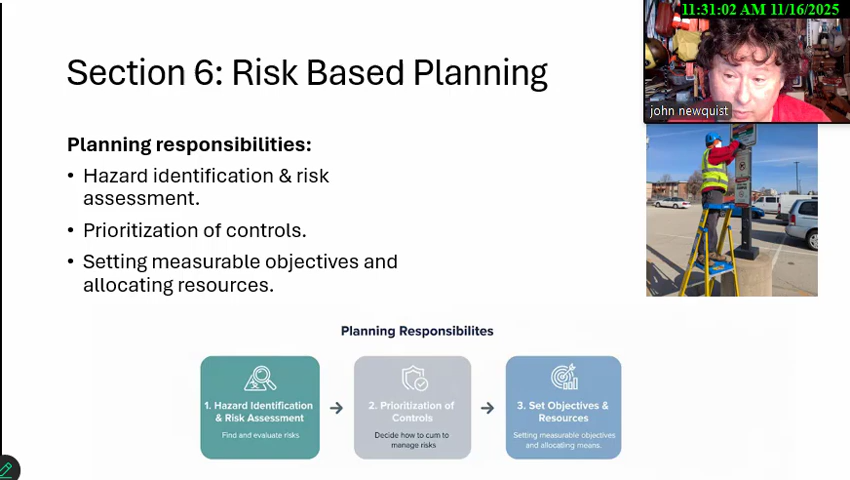 11:31:02 AM 11/16/2025
john newquist
Section 6: Risk Based Planning
Planning responsibilities:
• Hazard identification & risk
assessment.
• Prioritization of controls.
• Setting measurable objectives and
allocating resources.
Planning Responsibilites
1. Hazard Identification
& Risk Assessment
Find and evaluate risks
2. Prioritization of
Controls
Decide how to cum to
manage risks
3. Set Objectives &
Resources
Setting measurable objectives
and allocating means.